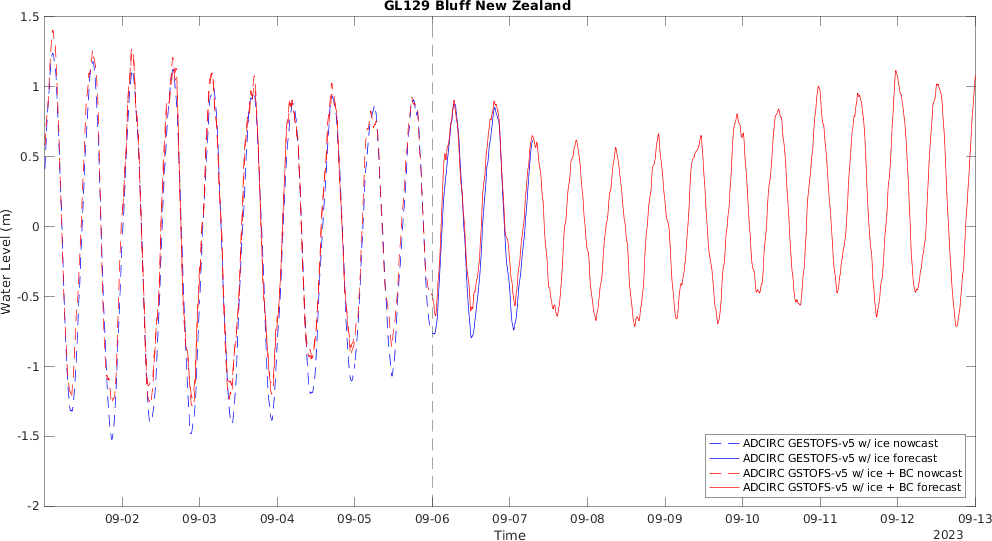 GL129 Bluff New Zealand
1.5
1
0.5
0
-0.5
-1
-1.5
-2
Water Level (m)
ADCIRC GESTOFS-v5 w/ ice nowcast
ADCIRC GESTOFS-v5 w/ ice forecast
ADCIRC GSTOFS-v5 w/ ice + BC nowcast
ADCIRC GSTOFS-v5 w/ ice + BC forecast
09-02 09-03 09-04 09-05 09-06 09-07 09-08 09-09 09-10 09-11 09-12 09-13
Time
2023